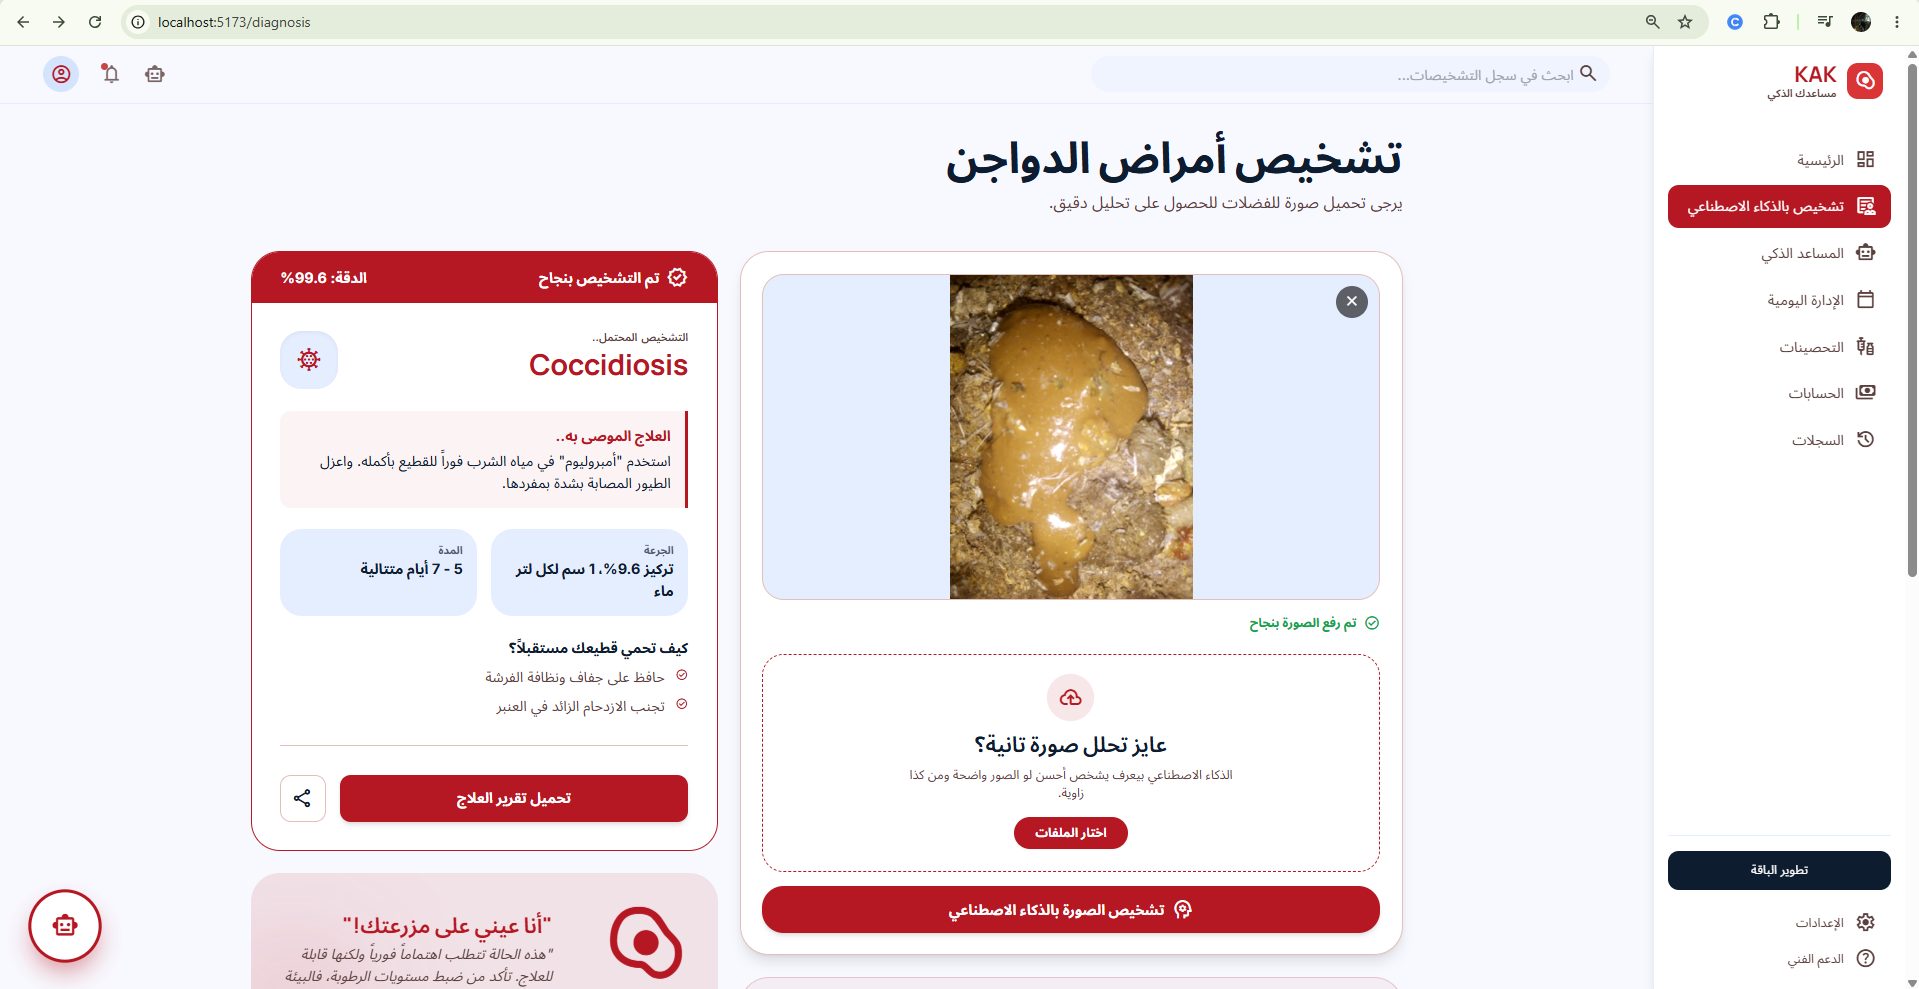 localhost:5173/diagnosis
KAK
مساعدك الذكي
الرئيسية
تشخيص بالذكاء الاصطناعي
المساعد الذكي
الإدارة اليومية
التحصينات
الحسابات
السجلات
تطوير الباقة
الإعدادات
الدعم الفني
ابحث في سجل التشخيصات...
تشخيص أمراض الدواجن
يرجى تحميل صورة للفضلات للحصول على تحليل دقيق.
تم رفع الصورة بنجاح
عايز تحلل صورة تانية؟
الذكاء الاصطناعي بيعرف يشخص أحسن لو الصور واضحة ومن كذا
زاوية.
اختار الملفات
تشخيص الصورة بالذكاء الاصطناعي
تم التشخيص بنجاح
الدقة: 99.6%
التشخيص المحتمل..
Coccidiosis
العلاج الموصى به..
استخدم "أمبروليوم" في مياه الشرب فوراً للقطيع بأكمله. واعزل
الطيور المصابة بشدة بمفردها.
الجرعة
تركيز 9.6%، 1 سم لكل لتر
ماء
المدة
5 - 7 أيام متتالية
كيف تحمي قطيعك مستقبلاً؟
حافظ على جفاف ونظافة الفرشة
تجنب الازدحام الزائد في العنبر
تحميل تقرير العلاج
"أنا عيني على مزرعتك!"
"هذه الحالة تتطلب اهتماماً فورياً ولكنها قابلة
للعلاج. تأكد من ضبط مستويات الرطوبة، فالبيئة